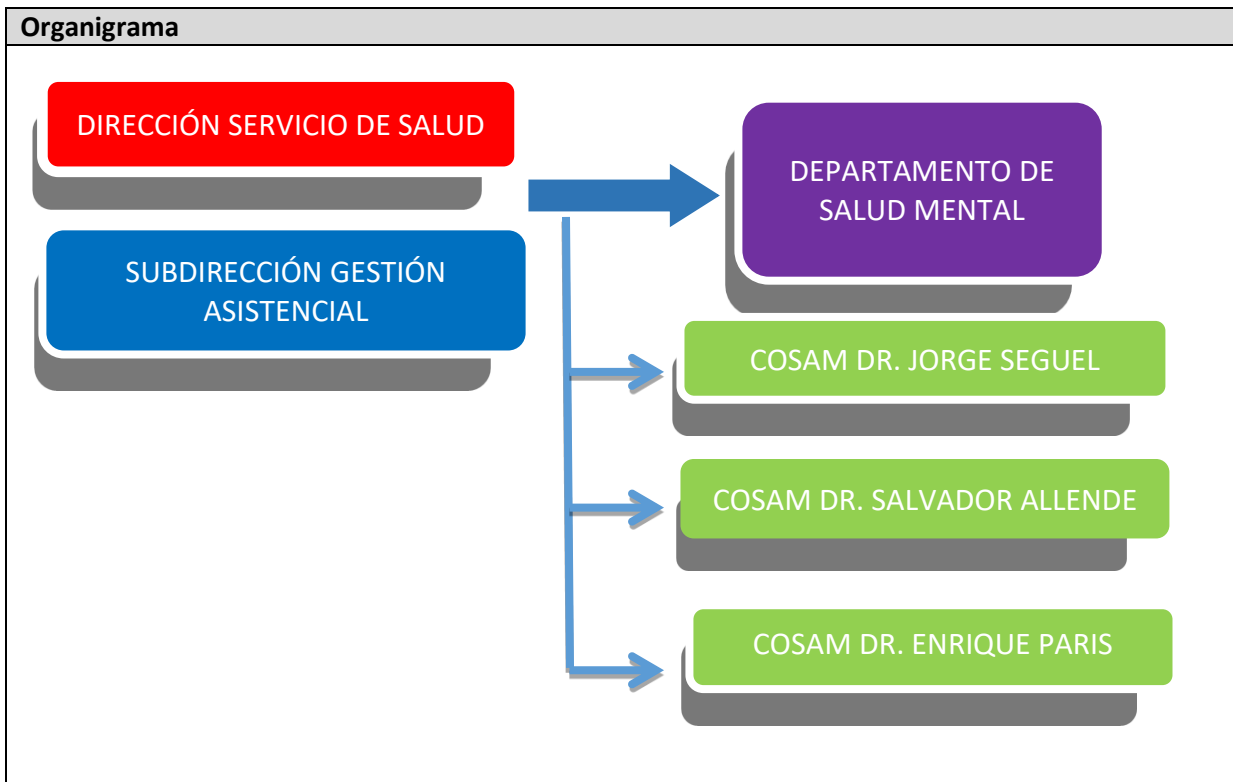 Organigrama
DIRECCIÓN SERVICIO DE SALUD
SUBDIRECCIÓN GESTIÓN
ASISTENCIAL
DEPARTAMENTO DE
SALUD MENTAL
COSAM DR. JORGE SEGUEL
COSAM DR. SALVADOR ALLENDE
COSAM DR. ENRIQUE PARIS